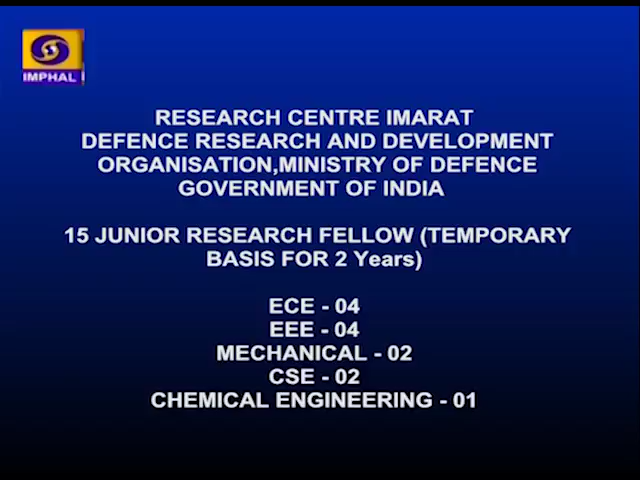 IMPHAL
RESEARCH CENTRE IMARAT
DEFENCE RESEARCH AND DEVELOPMENT
ORGANISATION,MINISTRY OF DEFENCE
GOVERNMENT OF INDIA
15 JUNIOR RESEARCH FELLOW (TEMPORARY
BASIS FOR 2 Years)
ECE - 04
EEE - 04
MECHANICAL - 02
CSE - 02
CHEMICAL ENGINEERING - 01